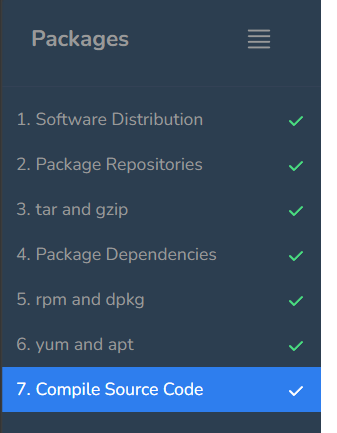 Packages
1. Software Distribution
2. Package Repositories
3. tar and gzip
4. Package Dependencies
5. rpm and dpkg
6. yum and apt
7. Compile Source Code